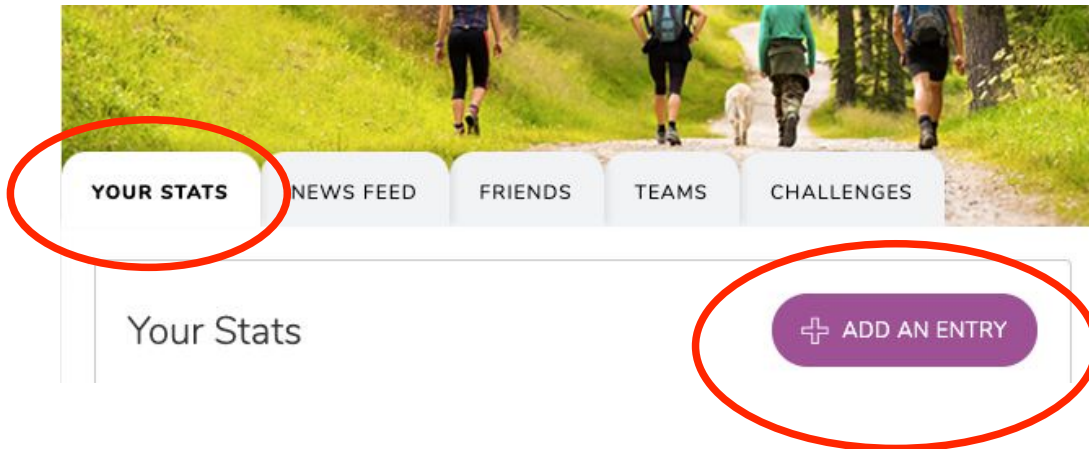 YOUR STATS NEWS FEED FRIENDS TEAMS CHALLENGES
Your Stats ADD AN ENTRY